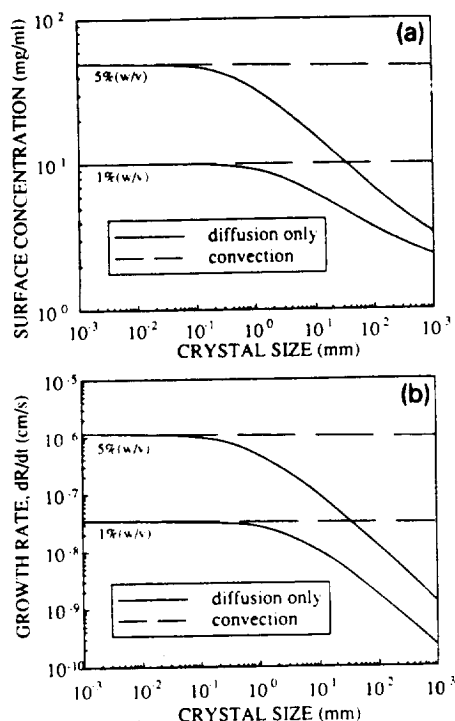 (a)
SURFACE CONCENTRATION (mg/ml)
10^2
10^1
10^0
5%(w/v)
1%(w/v)
diffusion only
convection
10^-3 10^-2 10^-1 10^0 10^1 10^2 10^3
CRYSTAL SIZE (mm)
(b)
GROWTH RATE, dR/dt (cm/s)
10^-5
10^-6
10^-7
10^-8
10^-9
10^-10
5%(w/v)
1%(w/v)
diffusion only
convection
10^-3 10^-2 10^-1 10^0 10^1 10^2 10^3
CRYSTAL SIZE (mm)